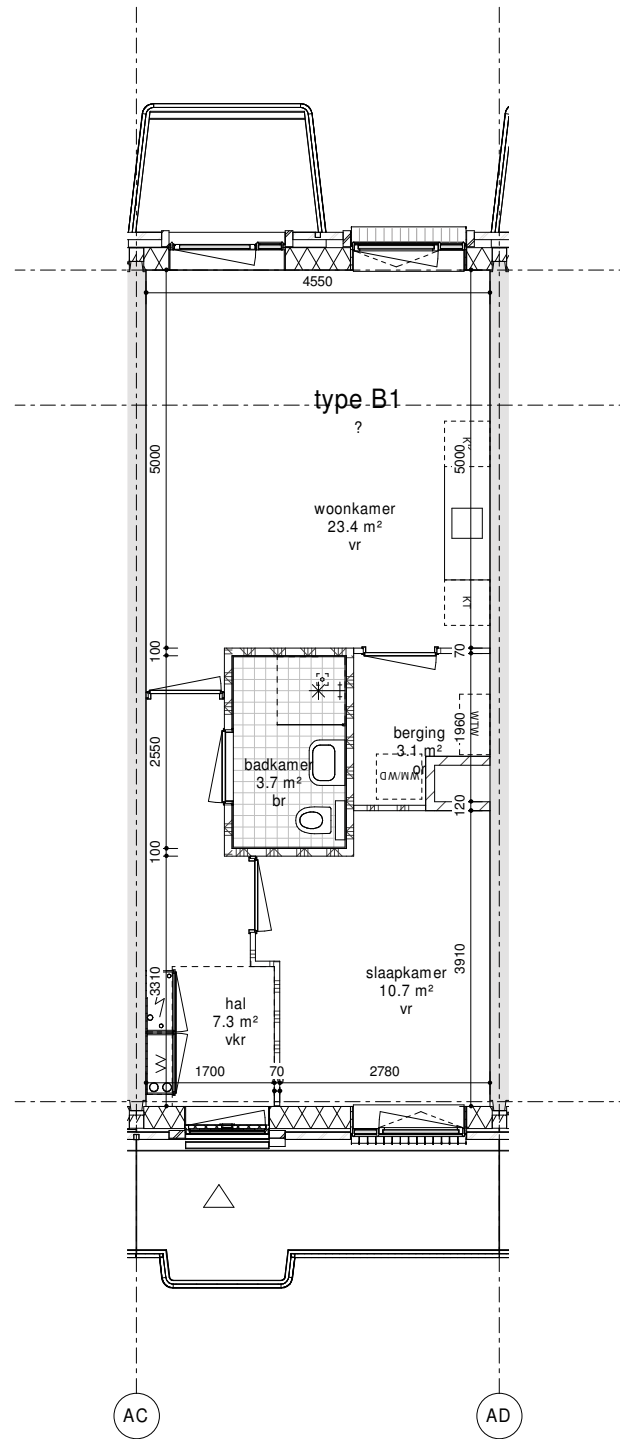 4550
type B1
?
5000
5000
woonkamer
23.4 m²
vr
KT
100
70
2550
1960
WTW
berging
3.1 m²
or
WM/WD
badkamer
3.7 m²
br
120
100
3310
3910
slaapkamer
10.7 m²
vr
hal
7.3 m²
vkr
1700
70
2780
AC
AD